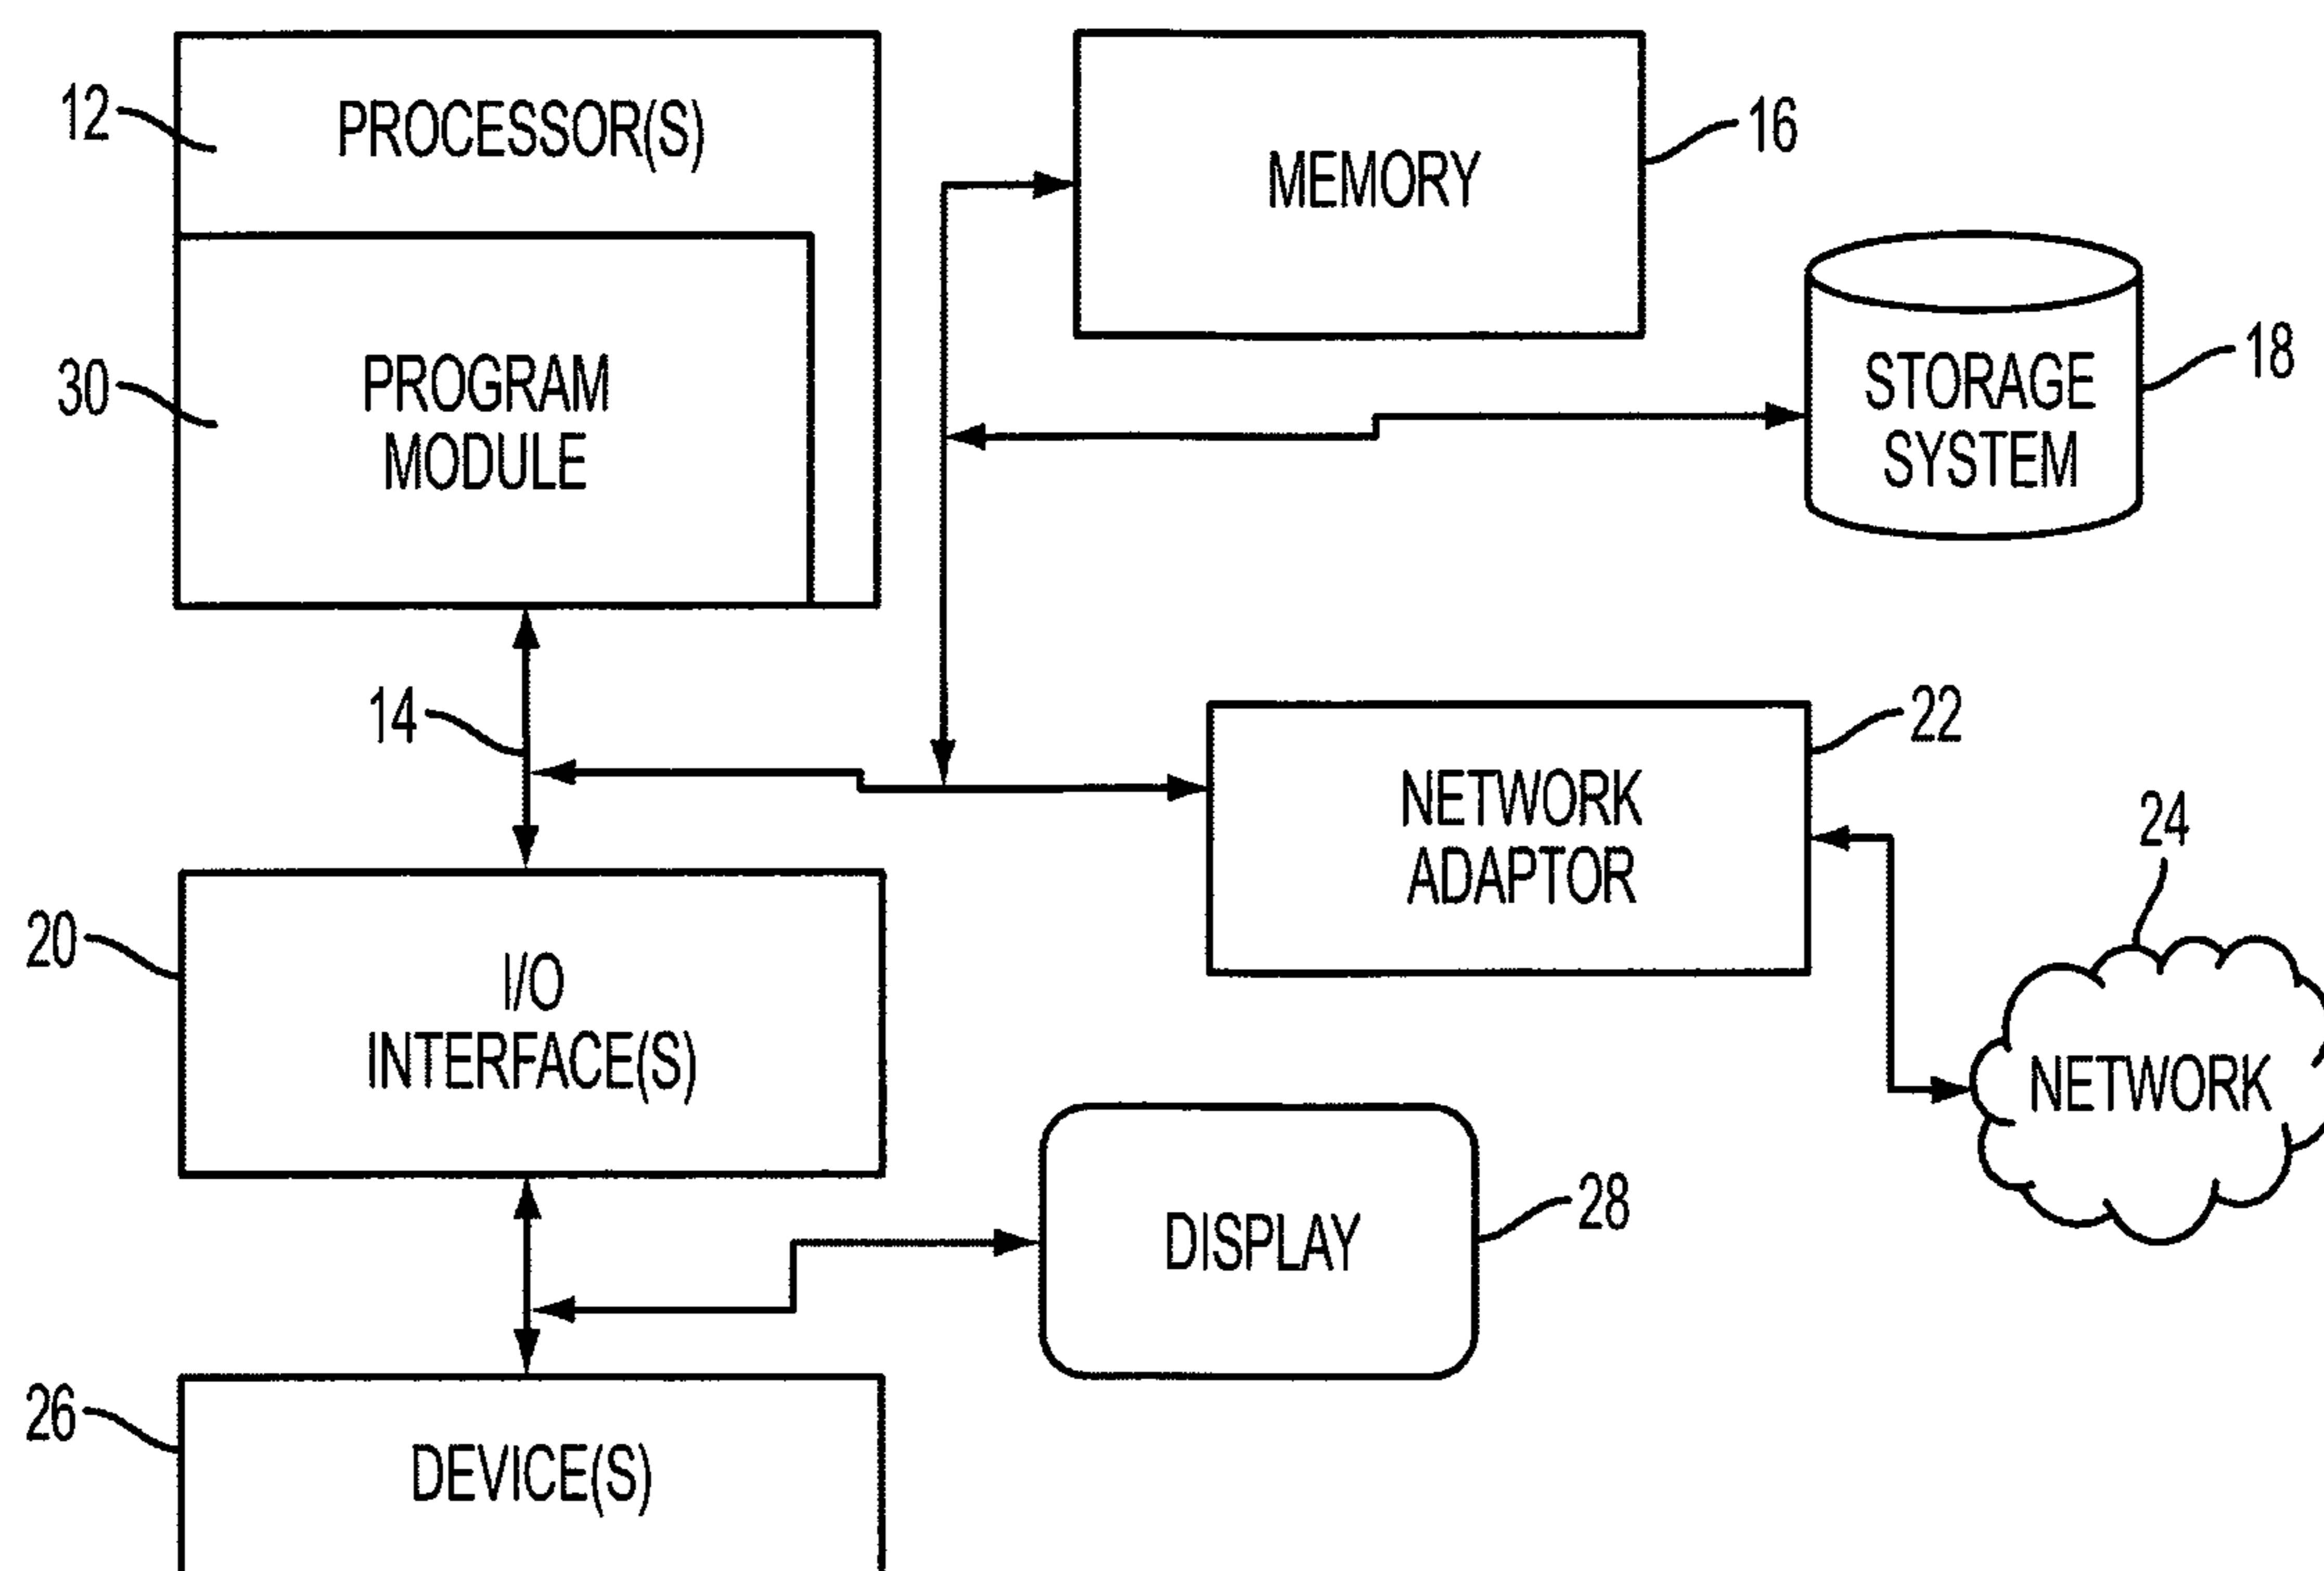 12
PROCESSOR(S)
MEMORY
16
30
PROGRAM
MODULE
STORAGE
SYSTEM
18
14
NETWORK
ADAPTOR
22
24
NETWORK
20
I/O
INTERFACE(S)
DISPLAY
28
26
DEVICE(S)